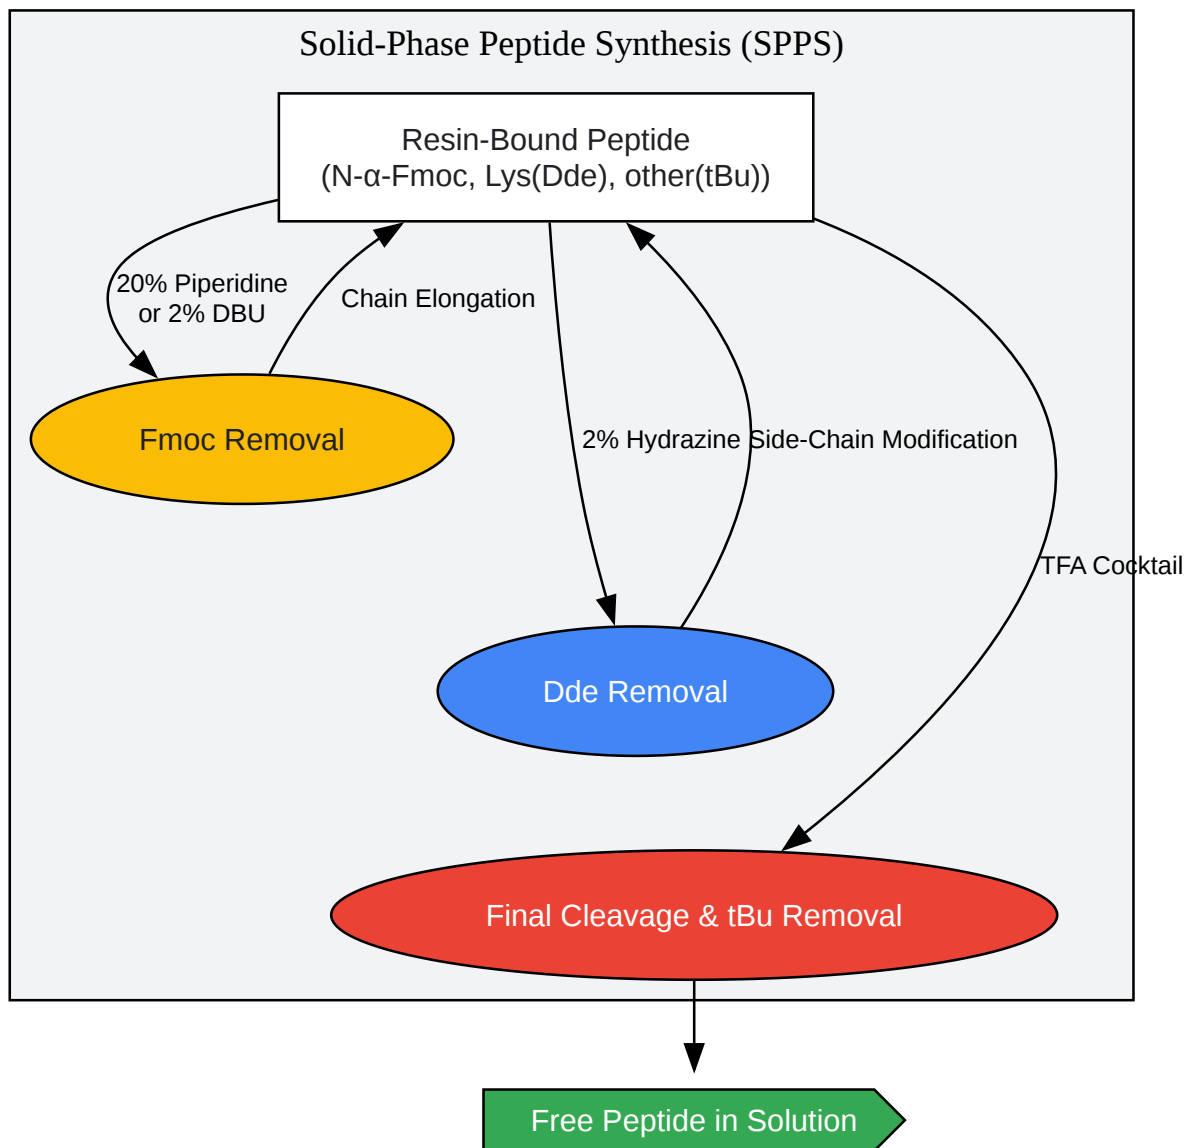 Solid-Phase Peptide Synthesis (SPPS)
Resin-Bound Peptide
(N-α-Fmoc, Lys(Dde), other(tBu))
20% Piperidine
or 2% DBU
Chain Elongation
Fmoc Removal
2% Hydrazine
Side-Chain Modification
TFA Cocktail
Dde Removal
Final Cleavage & tBu Removal
Free Peptide in Solution